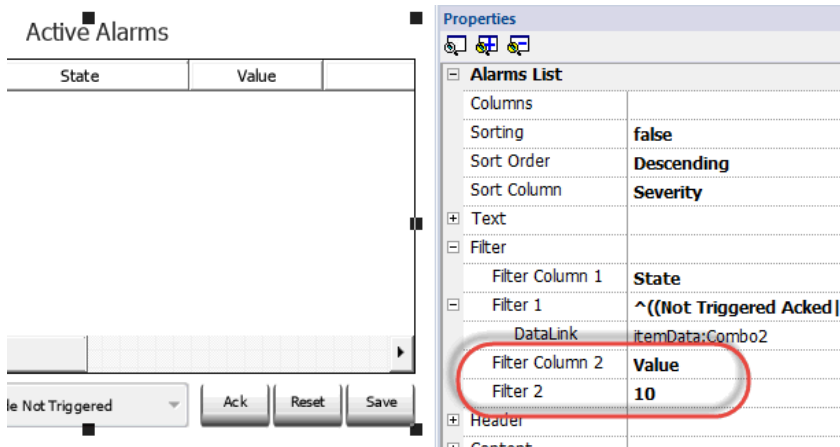 Active Alarms
State Value
le Not Triggered
Ack Reset Save
Properties
Alarms List
Columns
Sorting false
Sort Order Descending
Sort Column Severity
Text
Filter
Filter Column 1 State
Filter 1 ^((Not Triggered Acked|
DataLink itemData:Combo2
Filter Column 2 Value
Filter 2 10
Header
Content